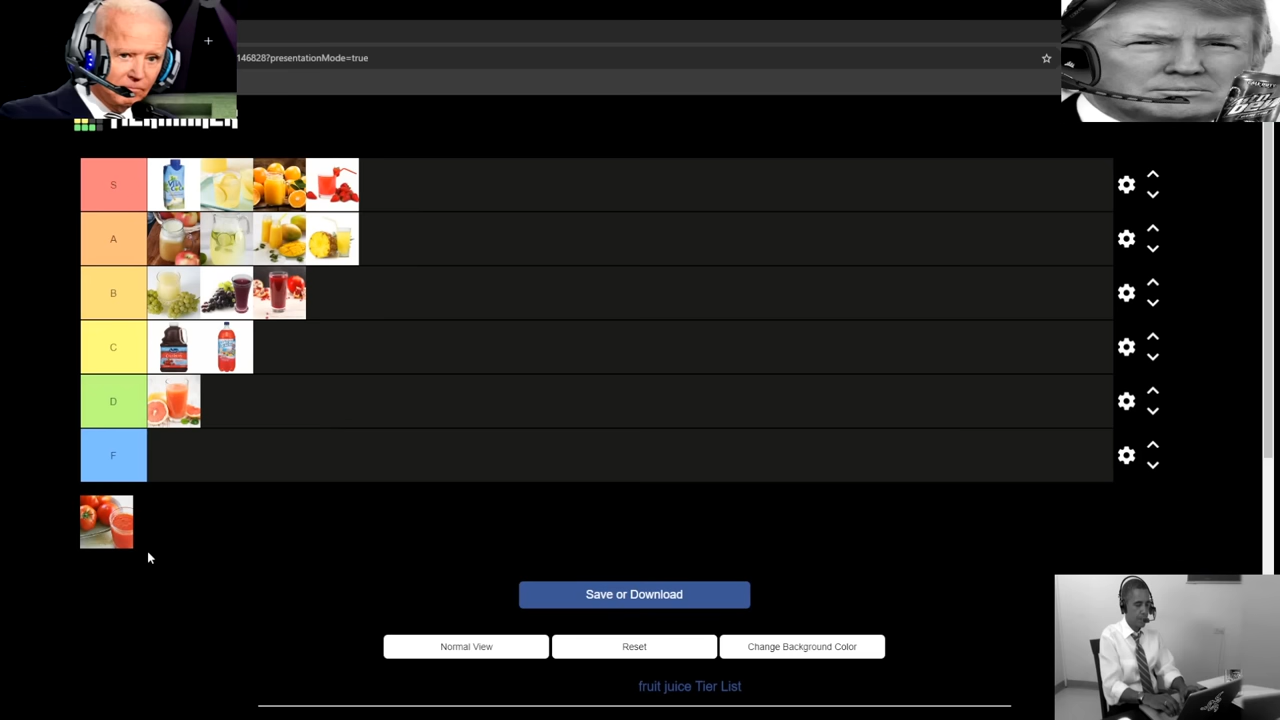 146828?presentationMode=true
S
A
B
C
D
F
Save or Download
Normal View
Reset
Change Background Color
fruit juice Tier List